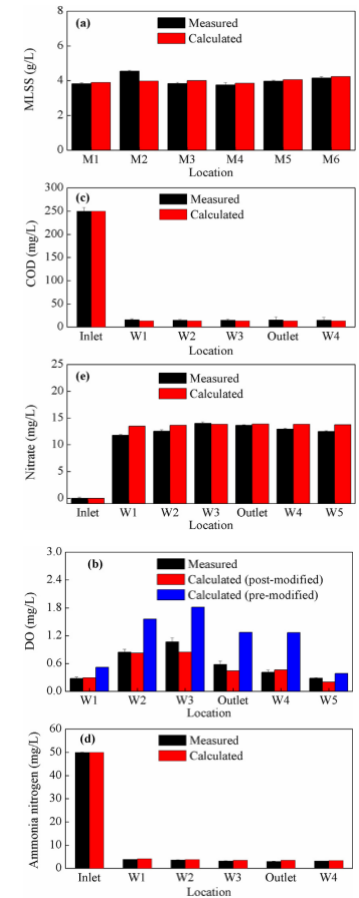 (a)
Measured
Calculated
MLSS (g/L)
8
6
4
2
0
M1 M2 M3 M4 M5 M6
Location
(c)
Measured
Calculated
COD (mg/L)
300
250
200
150
100
50
0
Inlet W1 W2 W3 Outlet W4
Location
(e)
Measured
Calculated
Nitrate (mg/L)
25
20
15
10
5
0
Inlet W1 W2 W3 Outlet W4 W5
Location
(b)
Measured
Calculated (post-modified)
Calculated (pre-modified)
DO (mg/L)
3.0
2.4
1.8
1.2
0.6
0.0
W1 W2 W3 Outlet W4 W5
Location
(d)
Measured
Calculated
Ammonia nitrogen (mg/L)
60
50
40
30
20
10
0
Inlet W1 W2 W3 Outlet W4
Location